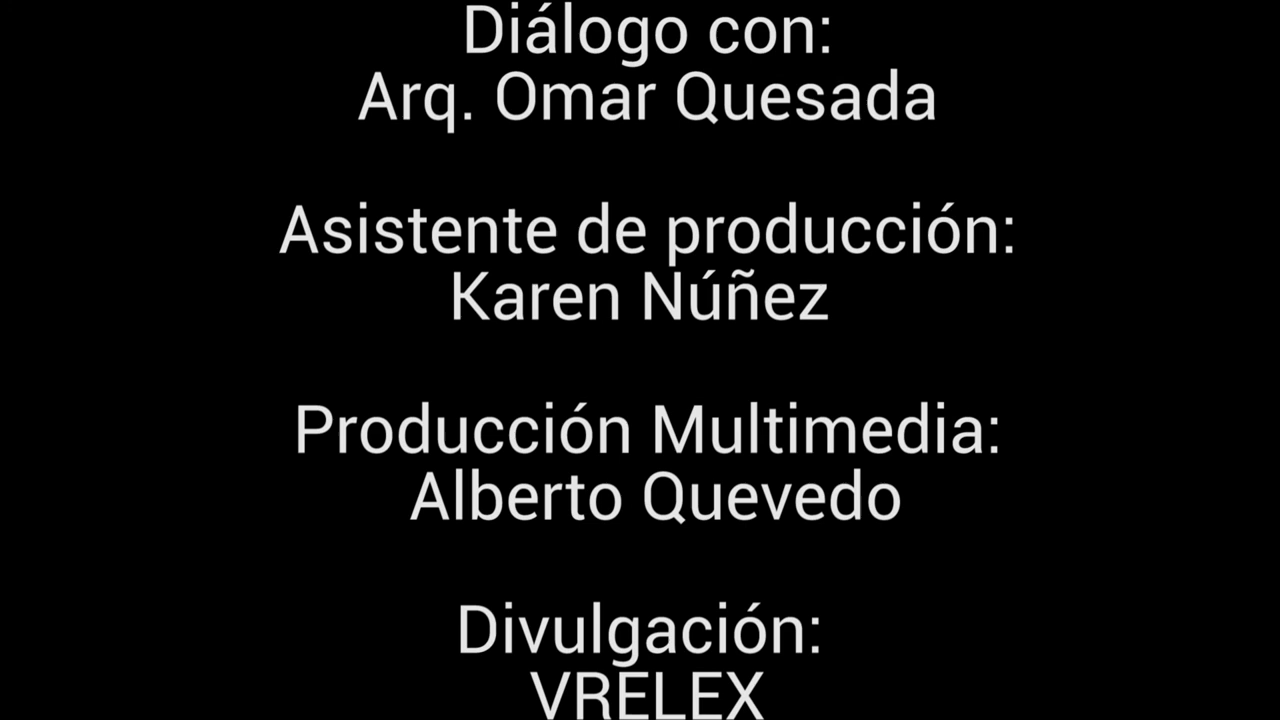 Diálogo con:
Arq. Omar Quesada
Asistente de producción:
Karen Núñez
Producción Multimedia:
Alberto Quevedo
Divulgación:
VRELEX